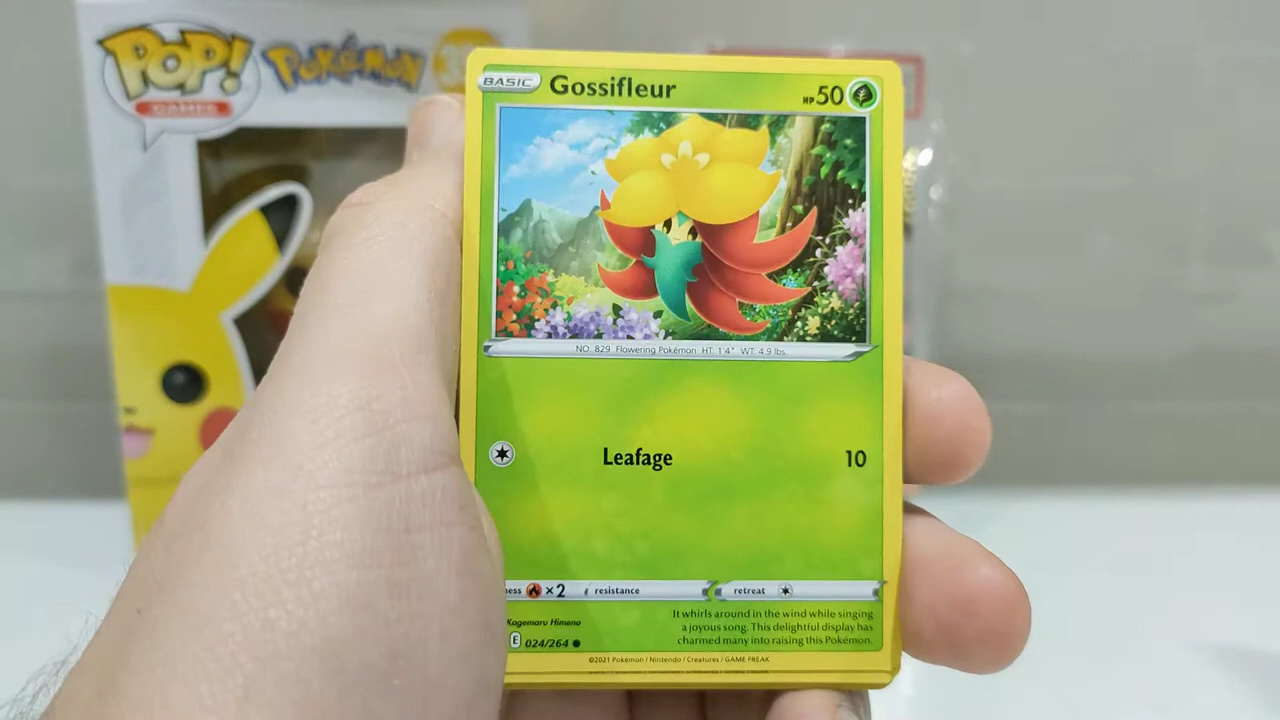 POP!
GAMES
Pokémon
BASIC
Gossifleur
HP 50
NO. 829 Flowering Pokémon HT: 1'4" WT: 4.9 lbs.
Leafage 10
ness ×2 resistance retreat
Kagemaru Himeno
It whirls around in the wind while singing
a joyous song. This delightful display has
charmed many into raising this Pokémon.
E 024/264
©2021 Pokémon / Nintendo / Creatures / GAME FREAK